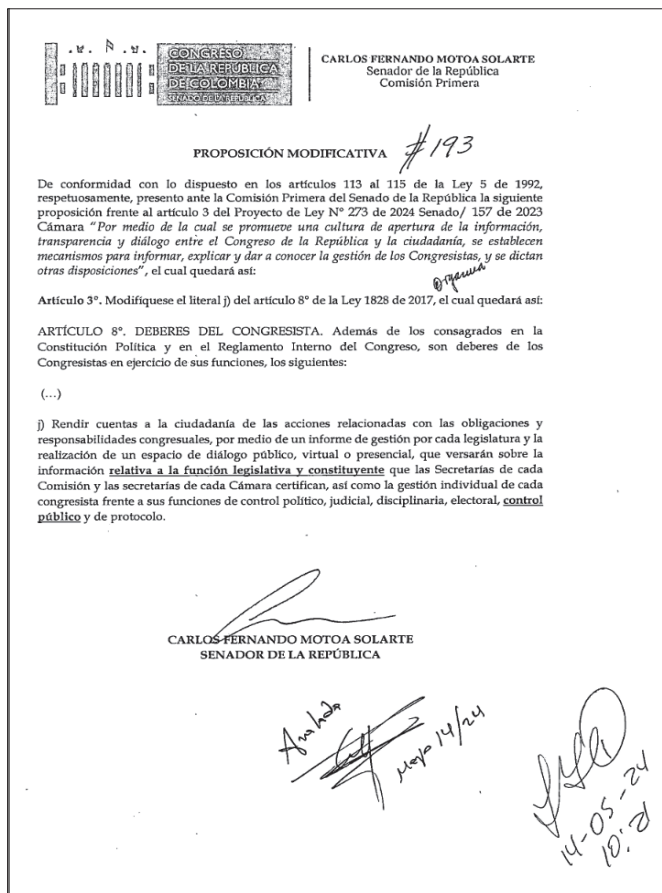 CONGRESO
DE LA REPÚBLICA
DE COLOMBIA
SENADO DE LA REPÚBLICA
CARLOS FERNANDO MOTOA SOLARTE
Senador de la República
Comisión Primera
PROPOSICIÓN MODIFICATIVA #193
De conformidad con lo dispuesto en los artículos 113 al 115 de la Ley 5 de 1992,
respetuosamente, presento ante la Comisión Primera del Senado de la República la siguiente
proposición frente al artículo 3 del Proyecto de Ley N° 273 de 2024 Senado/ 157 de 2023
Cámara "Por medio de la cual se promueve una cultura de apertura de la información,
transparencia y diálogo entre el Congreso de la República y la ciudadanía, se establecen
mecanismos para informar, explicar y dar a conocer la gestión de los Congresistas, y se dictan
otras disposiciones", el cual quedará así:
Organica
Artículo 3°. Modifíquese el literal j) del artículo 8° de la Ley 1828 de 2017, el cual quedará así:
ARTÍCULO 8°. DEBERES DEL CONGRESISTA. Además de los consagrados en la
Constitución Política y en el Reglamento Interno del Congreso, son deberes de los
Congresistas en ejercicio de sus funciones, los siguientes:
(...)
j) Rendir cuentas a la ciudadanía de las acciones relacionadas con las obligaciones y
responsabilidades congresuales, por medio de un informe de gestión por cada legislatura y la
realización de un espacio de diálogo público, virtual o presencial, que versarán sobre la
información relativa a la función legislativa y constituyente que las Secretarías de cada
Comisión y las secretarías de cada Cámara certifican, así como la gestión individual de cada
congresista frente a sus funciones de control político, judicial, disciplinaria, electoral, control
público y de protocolo.
CARLOS FERNANDO MOTOA SOLARTE
SENADOR DE LA REPÚBLICA
Avalada
Mayo 14/24
14-05-24
10:21